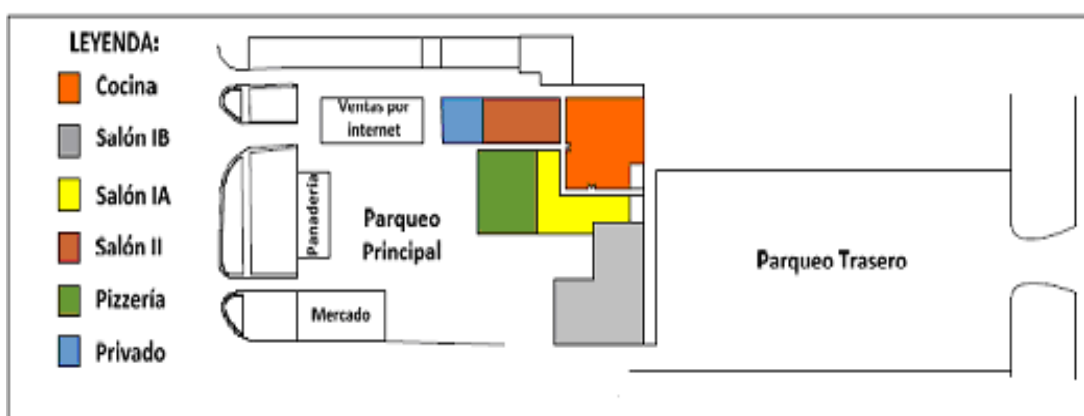 LEYENDA:
Cocina
Salón IB
Salón IA
Salón II
Pizzería
Privado
Ventas por
internet
Panadería
Parqueo
Principal
Mercado
Parqueo Trasero